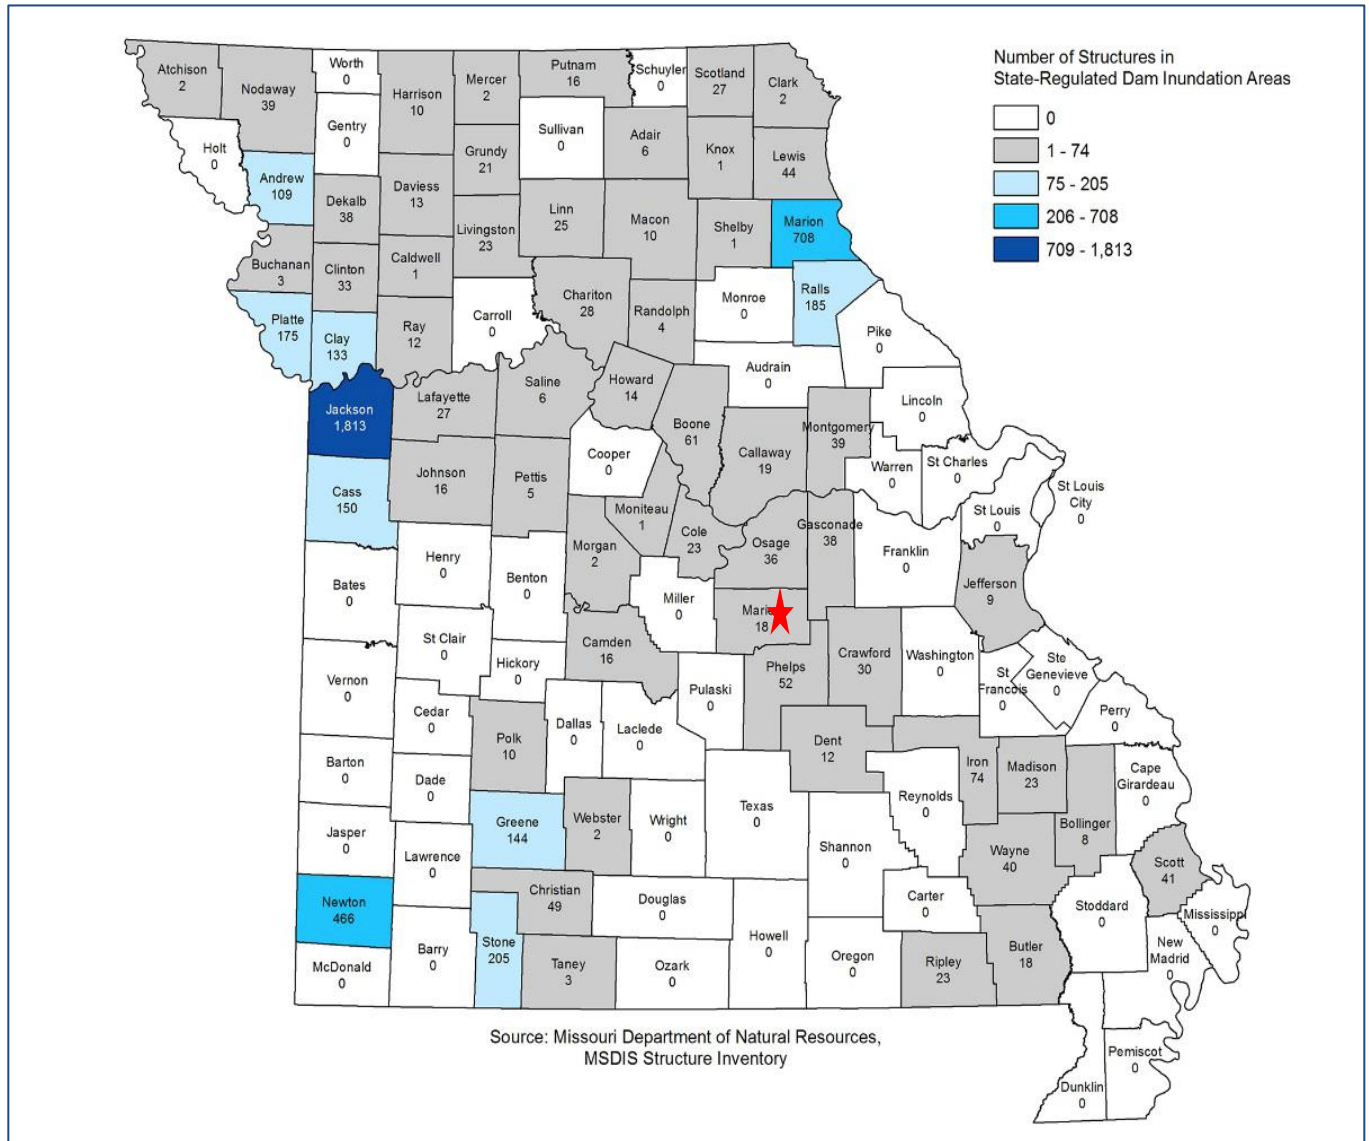 Number of Structures in
State-Regulated Dam Inundation Areas
0
1 - 74
75 - 205
206 - 708
709 - 1,813
Atchison
2
Nodaway
39
Worth
0
Harrison
10
Mercer
2
Putnam
16
Schuyler
0
Scotland
27
Clark
2
Holt
0
Gentry
0
Grundy
21
Sullivan
0
Adair
6
Knox
1
Lewis
44
Andrew
109
Dekalb
38
Daviess
13
Livingston
23
Linn
25
Macon
10
Shelby
1
Marion
708
Buchanan
3
Clinton
33
Caldwell
1
Chariton
28
Randolph
4
Monroe
0
Ralls
185
Platte
175
Clay
133
Ray
12
Carroll
0
Pike
0
Audrain
0
Jackson
1,813
Lafayette
27
Saline
6
Howard
14
Boone
61
Callaway
19
Montgomery
39
Lincoln
0
Cooper
0
Warren
0
St Charles
0
St Louis
City
0
St Louis
0
Cass
150
Johnson
16
Pettis
5
Moniteau
1
Cole
23
Osage
36
Gasconade
38
Franklin
0
Jefferson
9
Morgan
2
Bates
0
Henry
0
Benton
0
Miller
0
18
Camden
16
St Clair
0
Hickory
0
Phelps
52
Crawford
30
Washington
0
St
Francois
0
Ste
Genevieve
0
Perry
0
Vernon
0
Cedar
0
Polk
10
Dallas
0
Laclede
0
Pulaski
0
Dent
12
Iron
74
Madison
23
Cape
Girardeau
0
Barton
0
Dade
0
Reynolds
0
Bollinger
8
Jasper
0
Greene
144
Webster
2
Wright
0
Texas
0
Shannon
0
Wayne
40
Scott
41
Lawrence
0
Newton
466
Christian
49
Douglas
0
Howell
0
Carter
0
Stoddard
0
Mississippi
0
McDonald
0
Barry
0
Stone
205
Taney
3
Ozark
0
Oregon
0
Ripley
23
Butler
18
New
Madrid
0
Pemiscot
0
Dunklin
0
Source: Missouri Department of Natural Resources,
MSDIS Structure Inventory